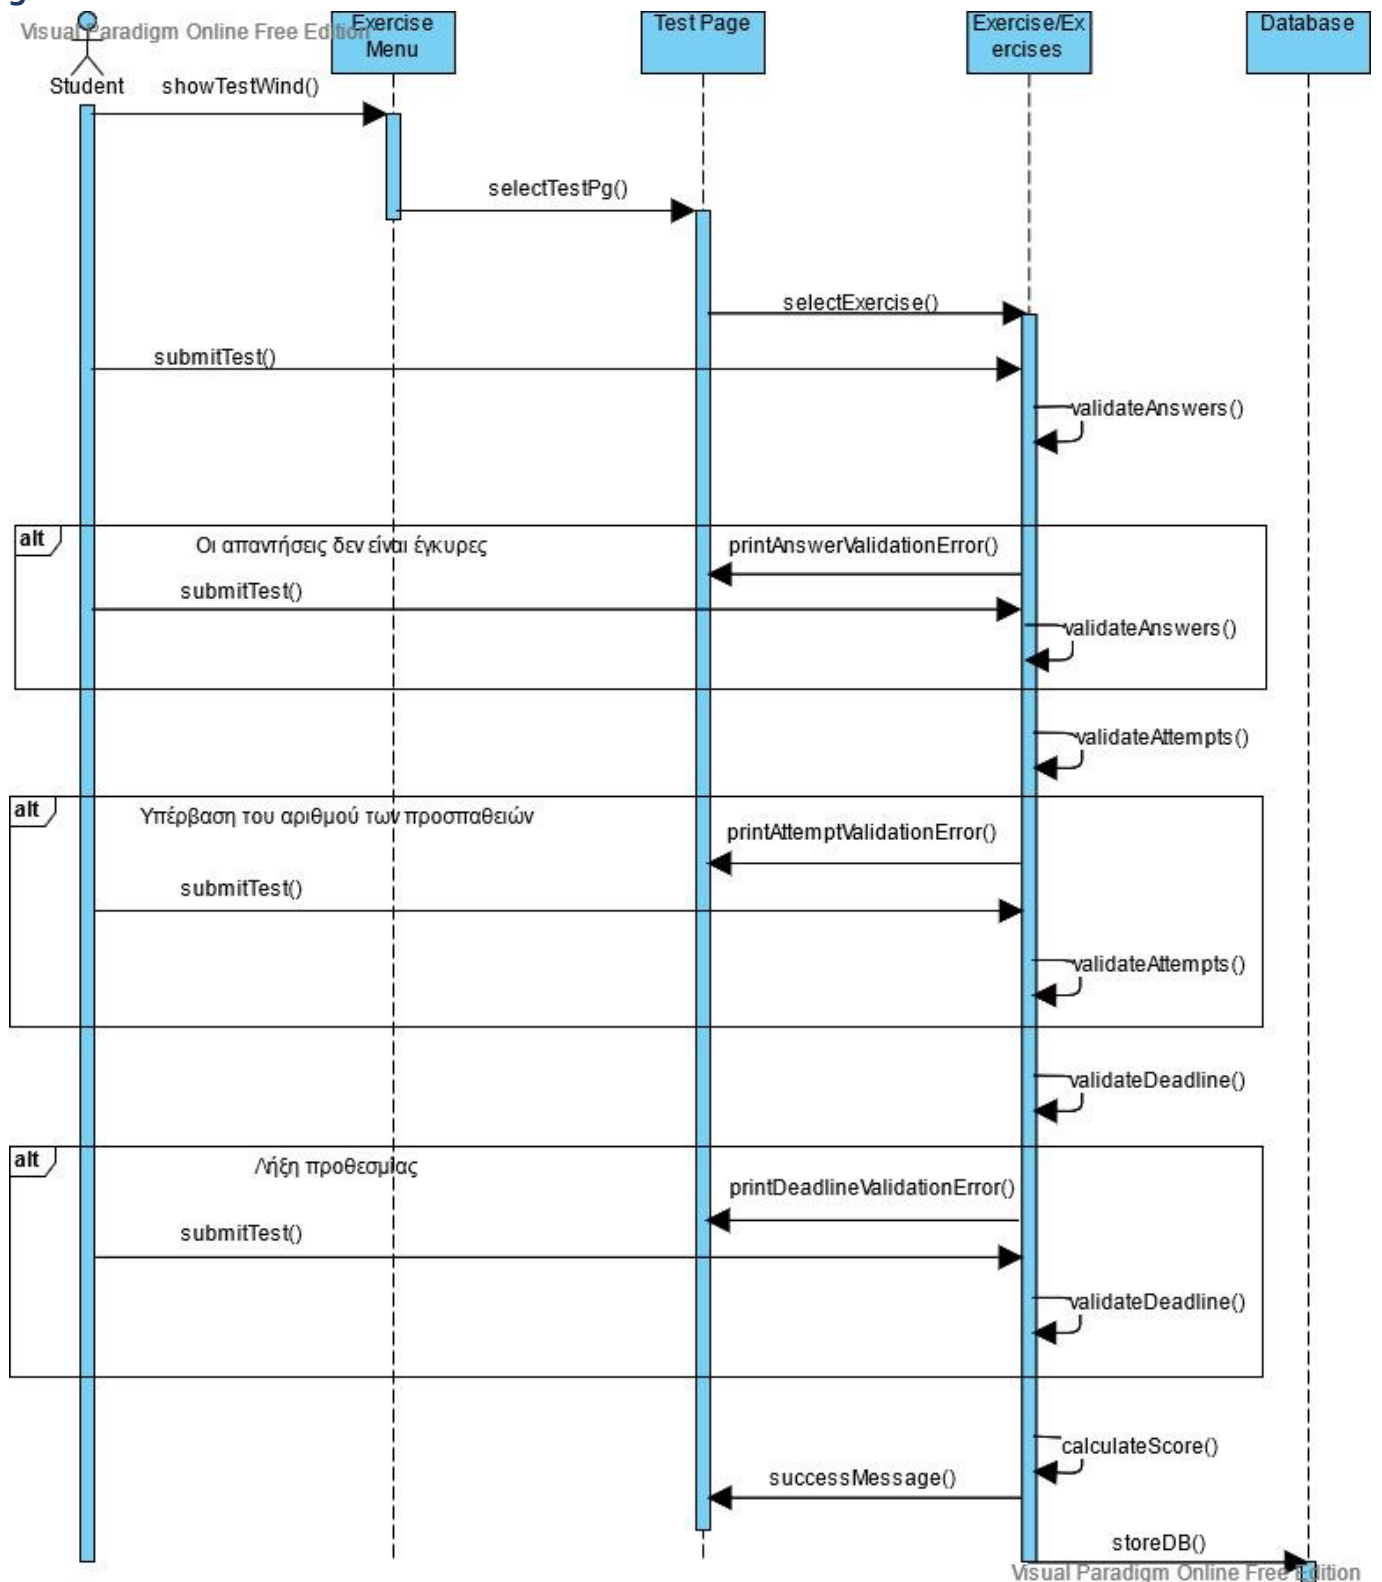 Visual Paradigm Online Free Edition
Exercise
Menu
Test Page
Exercise/Ex
ercises
Database
Student
showTestWind()
selectTestPg()
selectExercise()
submitTest()
validateAnswers()
alt
Οι απαντήσεις δεν είναι έγκυρες
printAnswerValidationError()
submitTest()
validateAnswers()
validateAttempts()
alt
Υπέρβαση του αριθμού των προσπαθειών
printAttemptValidationError()
submitTest()
validateAttempts()
validateDeadline()
alt
Λήξη προθεσμίας
printDeadlineValidationError()
submitTest()
validateDeadline()
calculateScore()
successMessage()
storeDB()
Visual Paradigm Online Free Edition